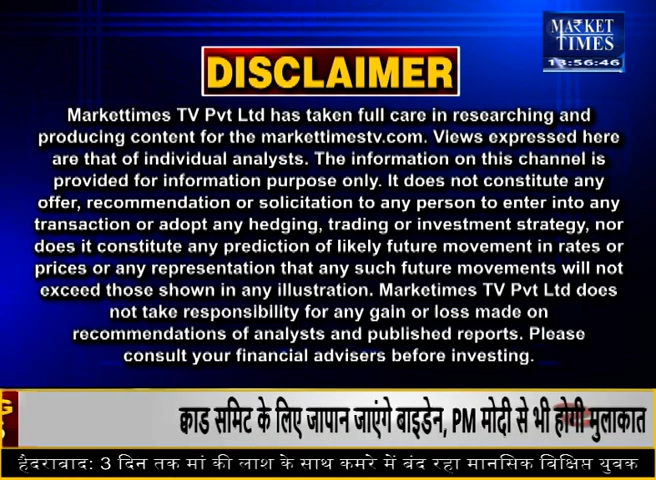 MARKET
TIMES
13:56:46
DISCLAIMER
Markettimes TV Pvt Ltd has taken full care in researching and
producing content for the markettimestv.com. Views expressed here
are that of individual analysts. The information on this channel is
provided for information purpose only. It does not constitute any
offer, recommendation or solicitation to any person to enter into any
transaction or adopt any hedging, trading or investment strategy, nor
does it constitute any prediction of likely future movement in rates or
prices or any representation that any such future movements will not
exceed those shown in any illustration. Marketimes TV Pvt Ltd does
not take responsibility for any gain or loss made on
recommendations of analysts and published reports. Please
consult your financial advisers before investing.
क्वाड समिट के लिए जापान जाएंगे बाइडेन, PM मोदी से भी होगी मुलाकात
हैदराबाद: 3 दिन तक मां की लाश के साथ कमरे में बंद रहा मानसिक विक्षिप्त युवक